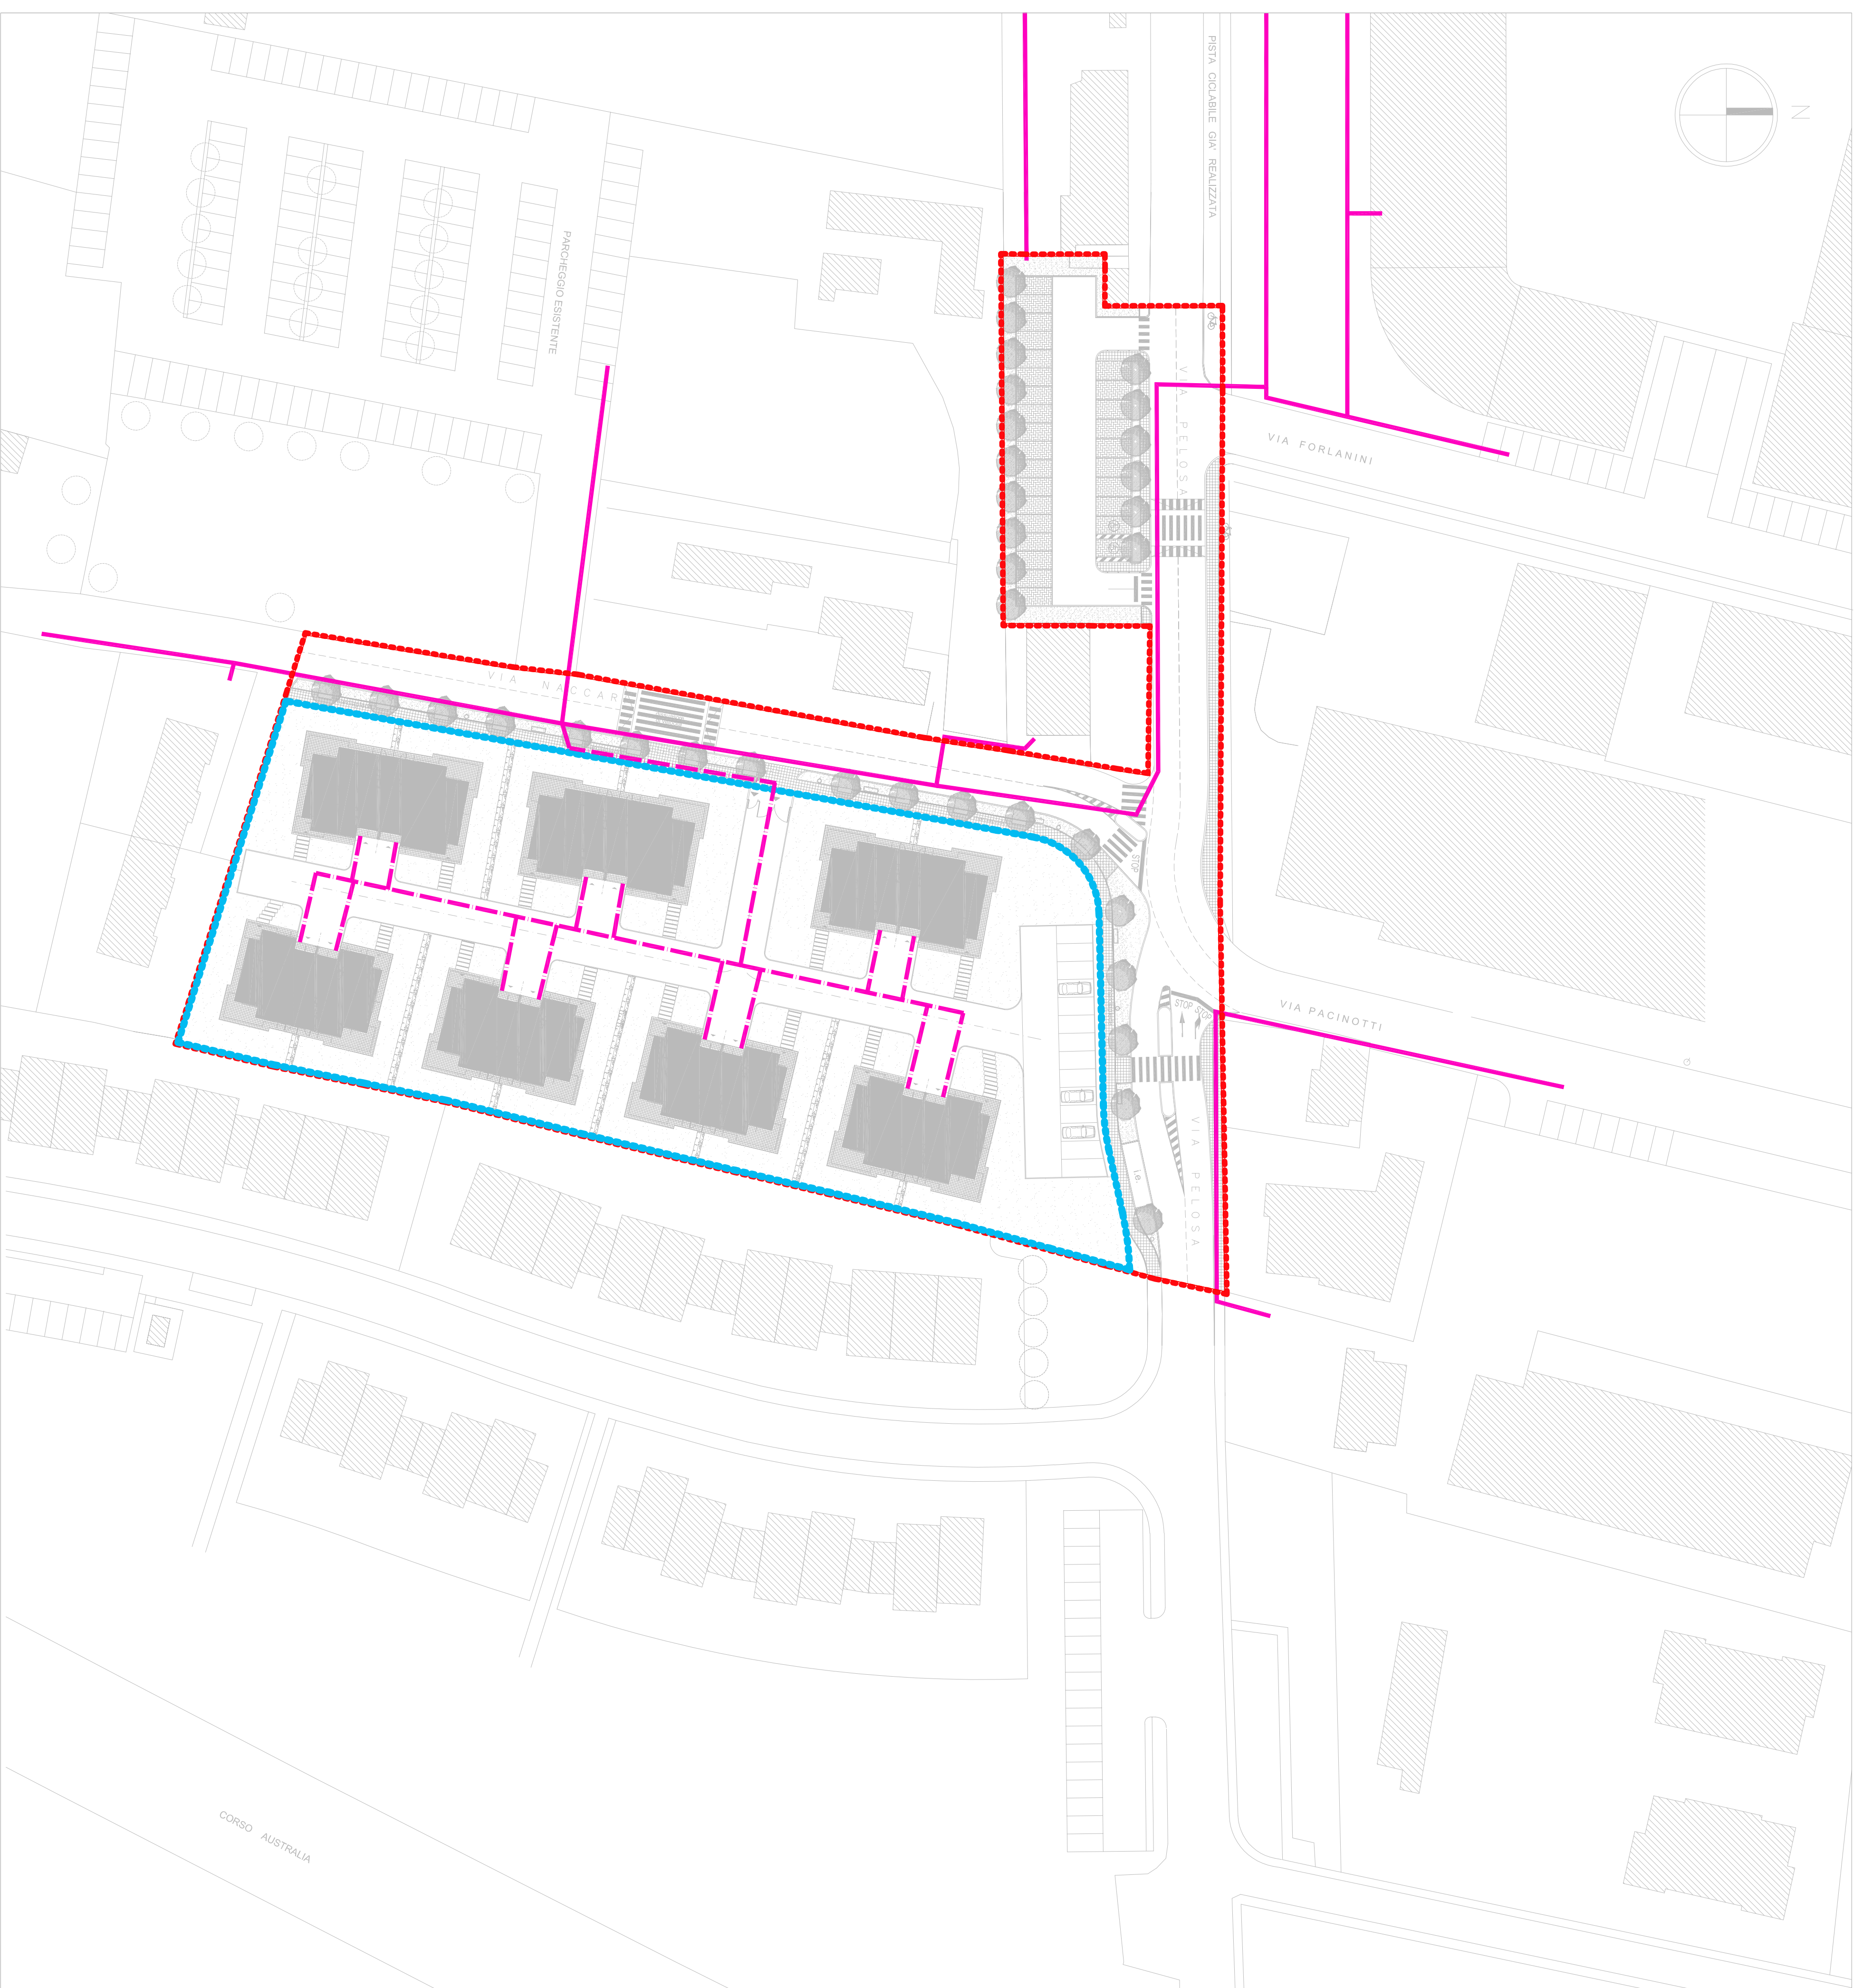 PISTA CICLABILE GIA' REALIZZATA
N
PARCHEGGIO ESISTENTE
VIA PELOSA
VIA FORLANINI
VIA NACCARI
STOP
VIA PACINOTTI
STOP STOP
i.e.
VIA PELOSA
CORSO AUSTRALIA